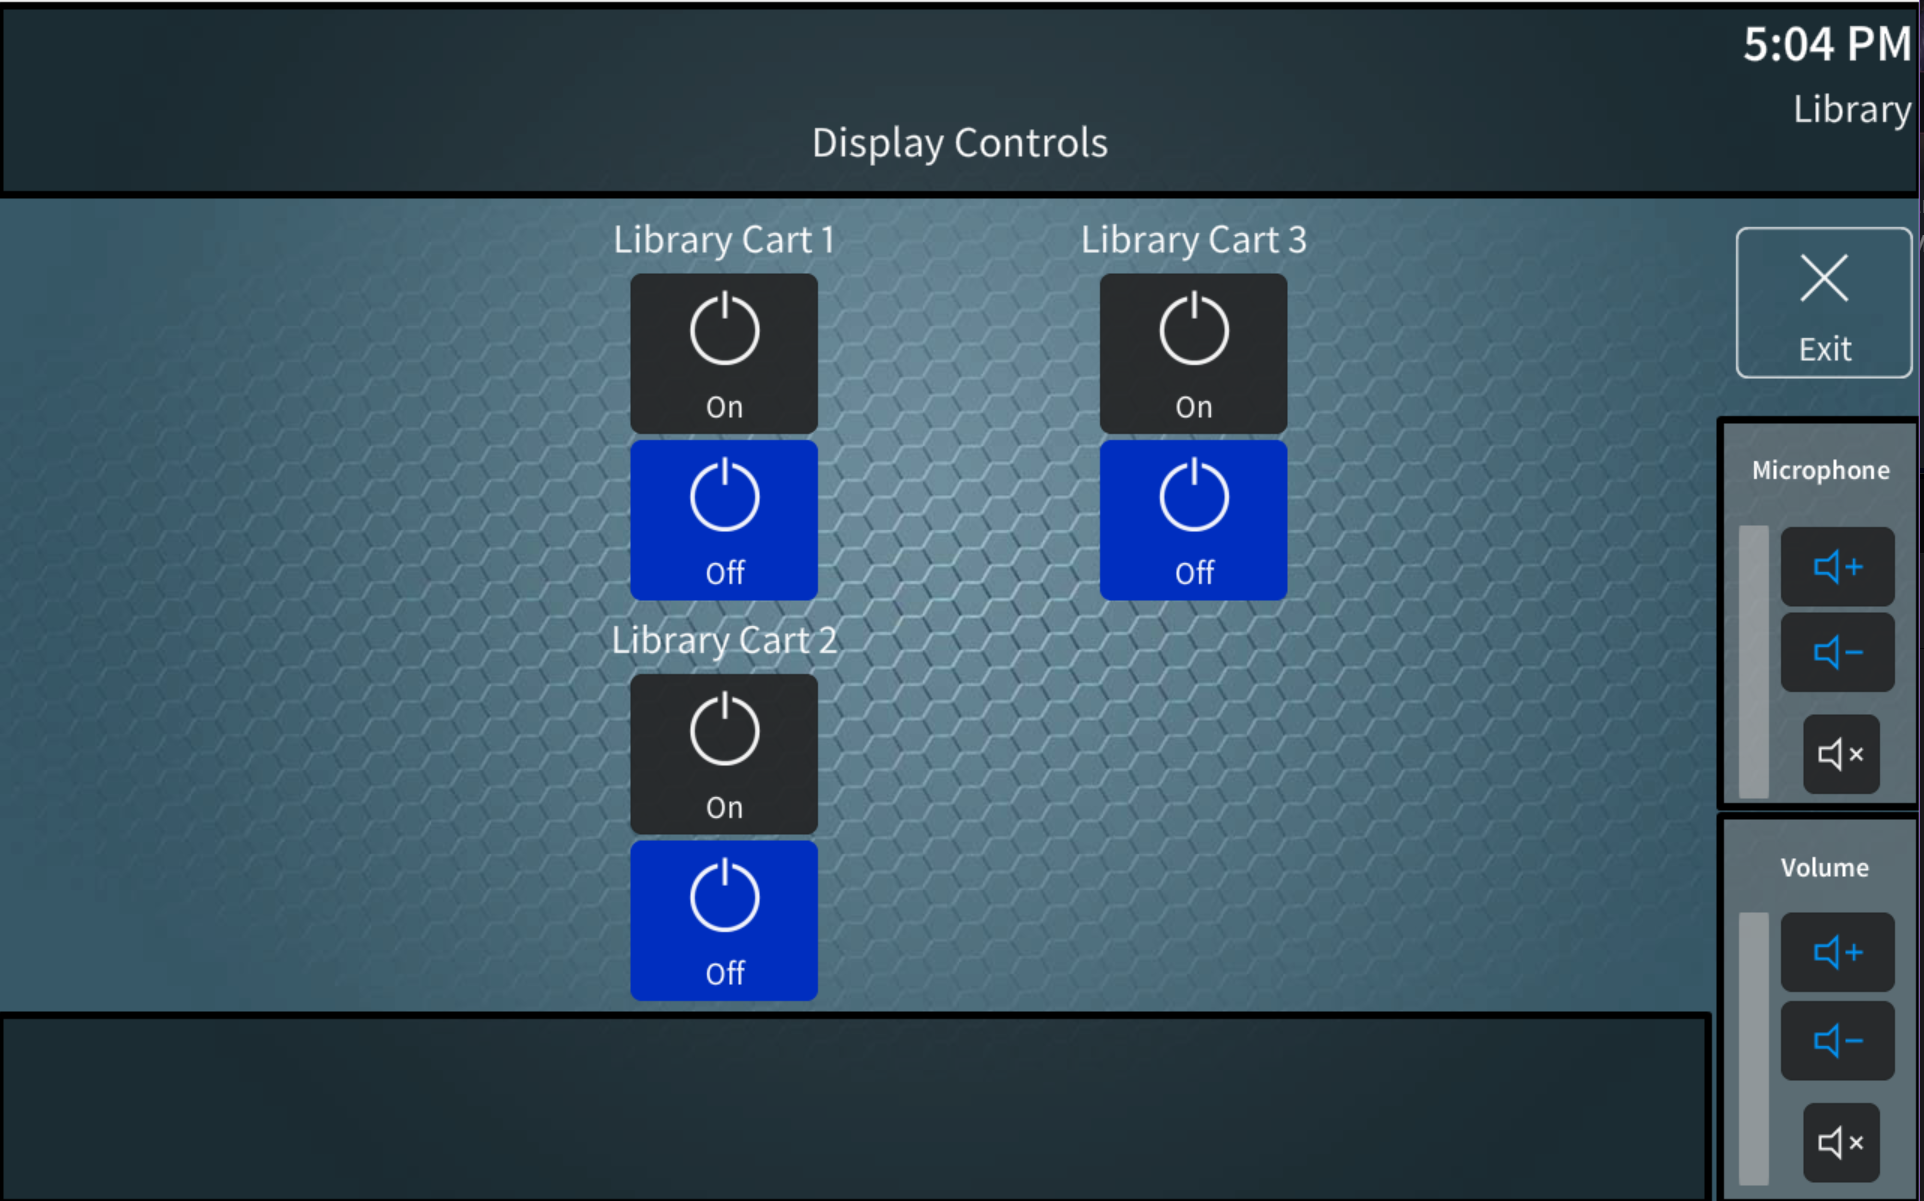 5:04 PM
Library
Display Controls
Library Cart 1
On
Off
Library Cart 2
On
Off
Library Cart 3
On
Off
Exit
Microphone
Volume